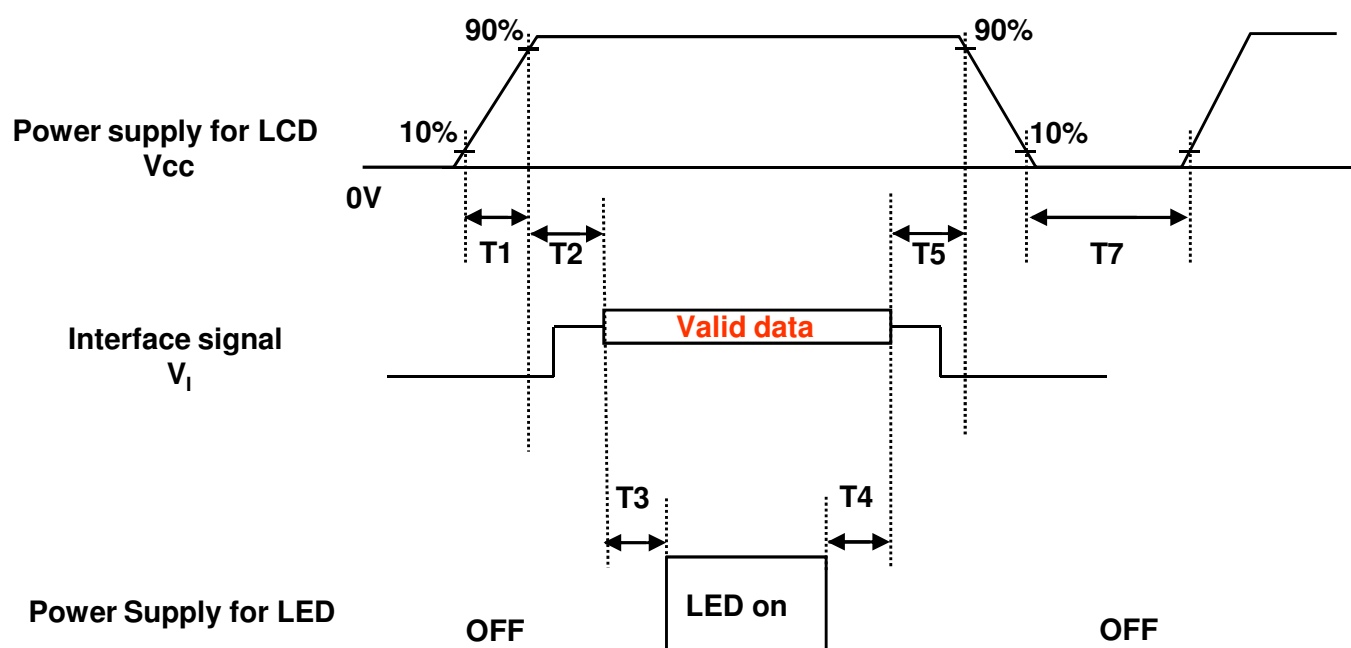 90%
90%
Power supply for LCD
Vcc
10%
10%
0V
T1
T2
T5
T7
Valid data
Interface signal
VI
T3
T4
Power Supply for LED
OFF
LED on
OFF